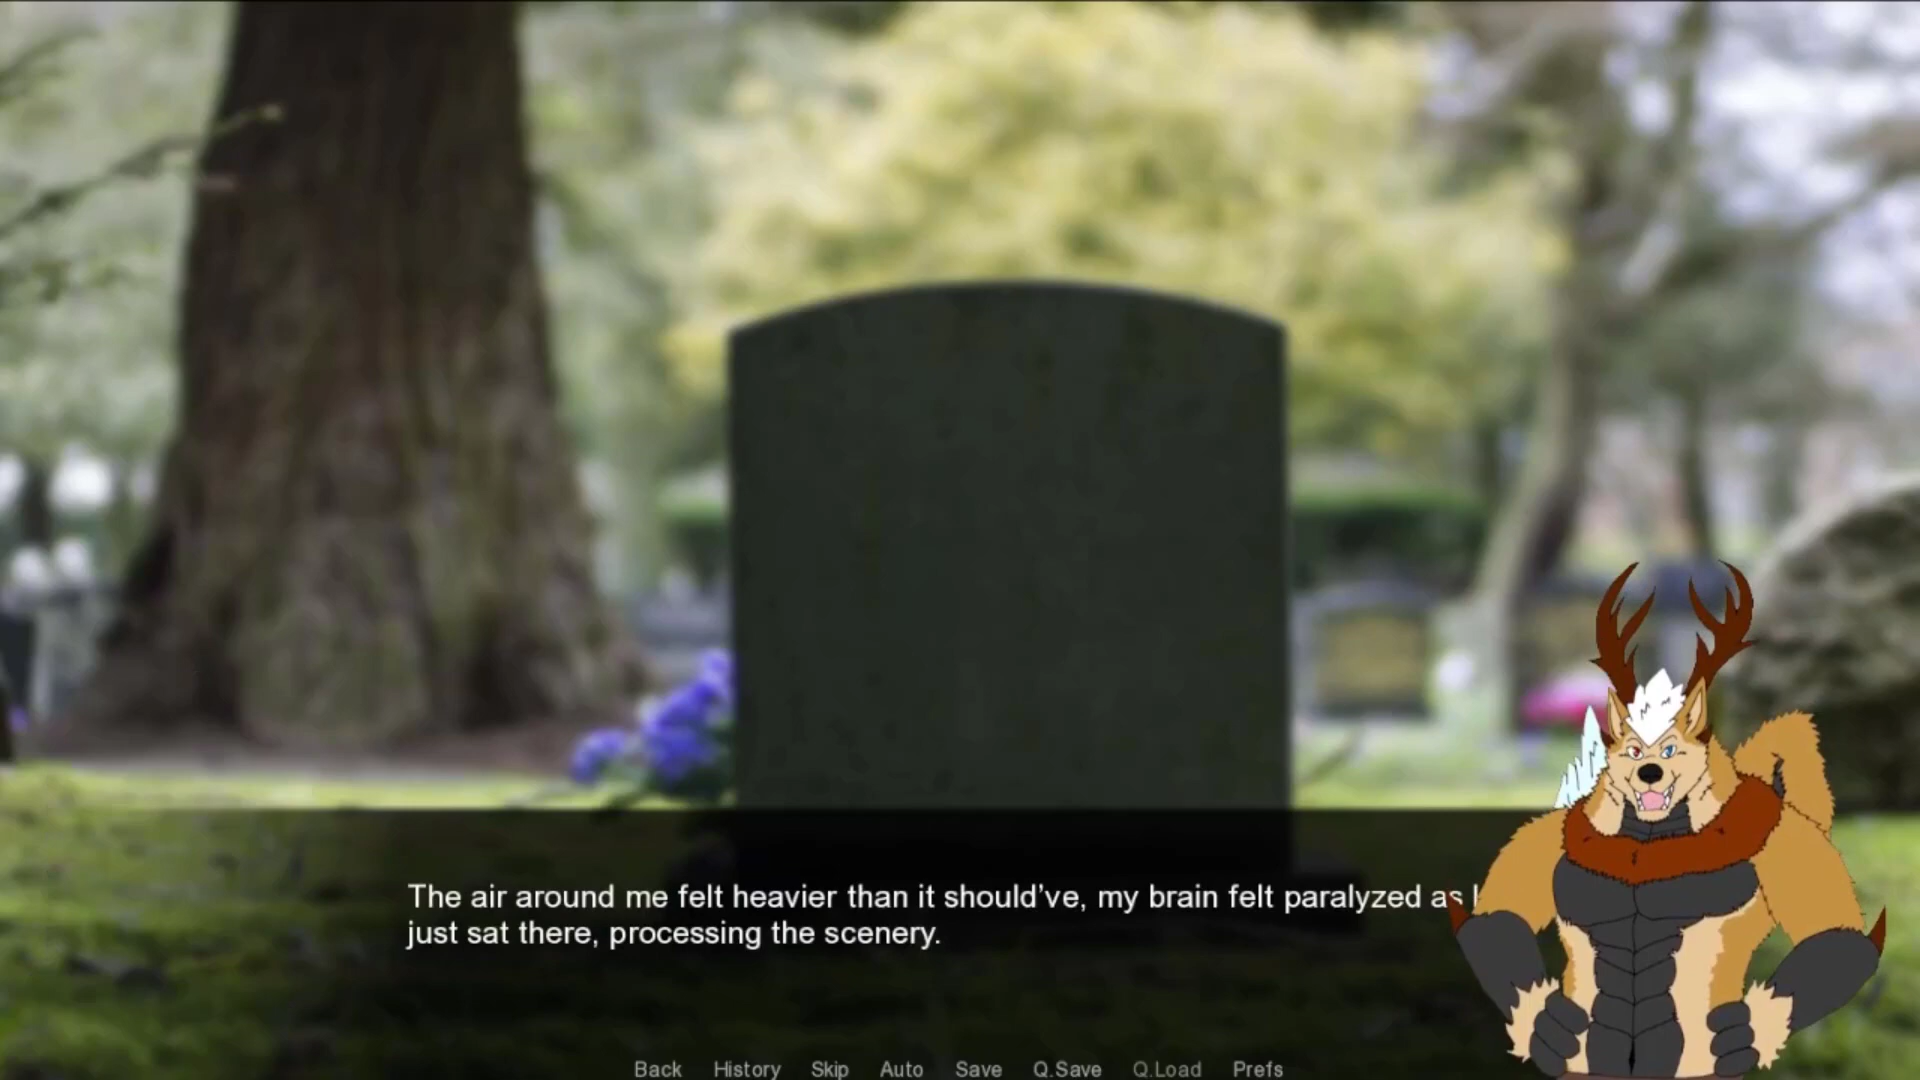 The air around me felt heavier than it should've, my brain felt paralyzed as I
just sat there, processing the scenery.
Back History Skip Auto Save Q.Save Q.Load Prefs